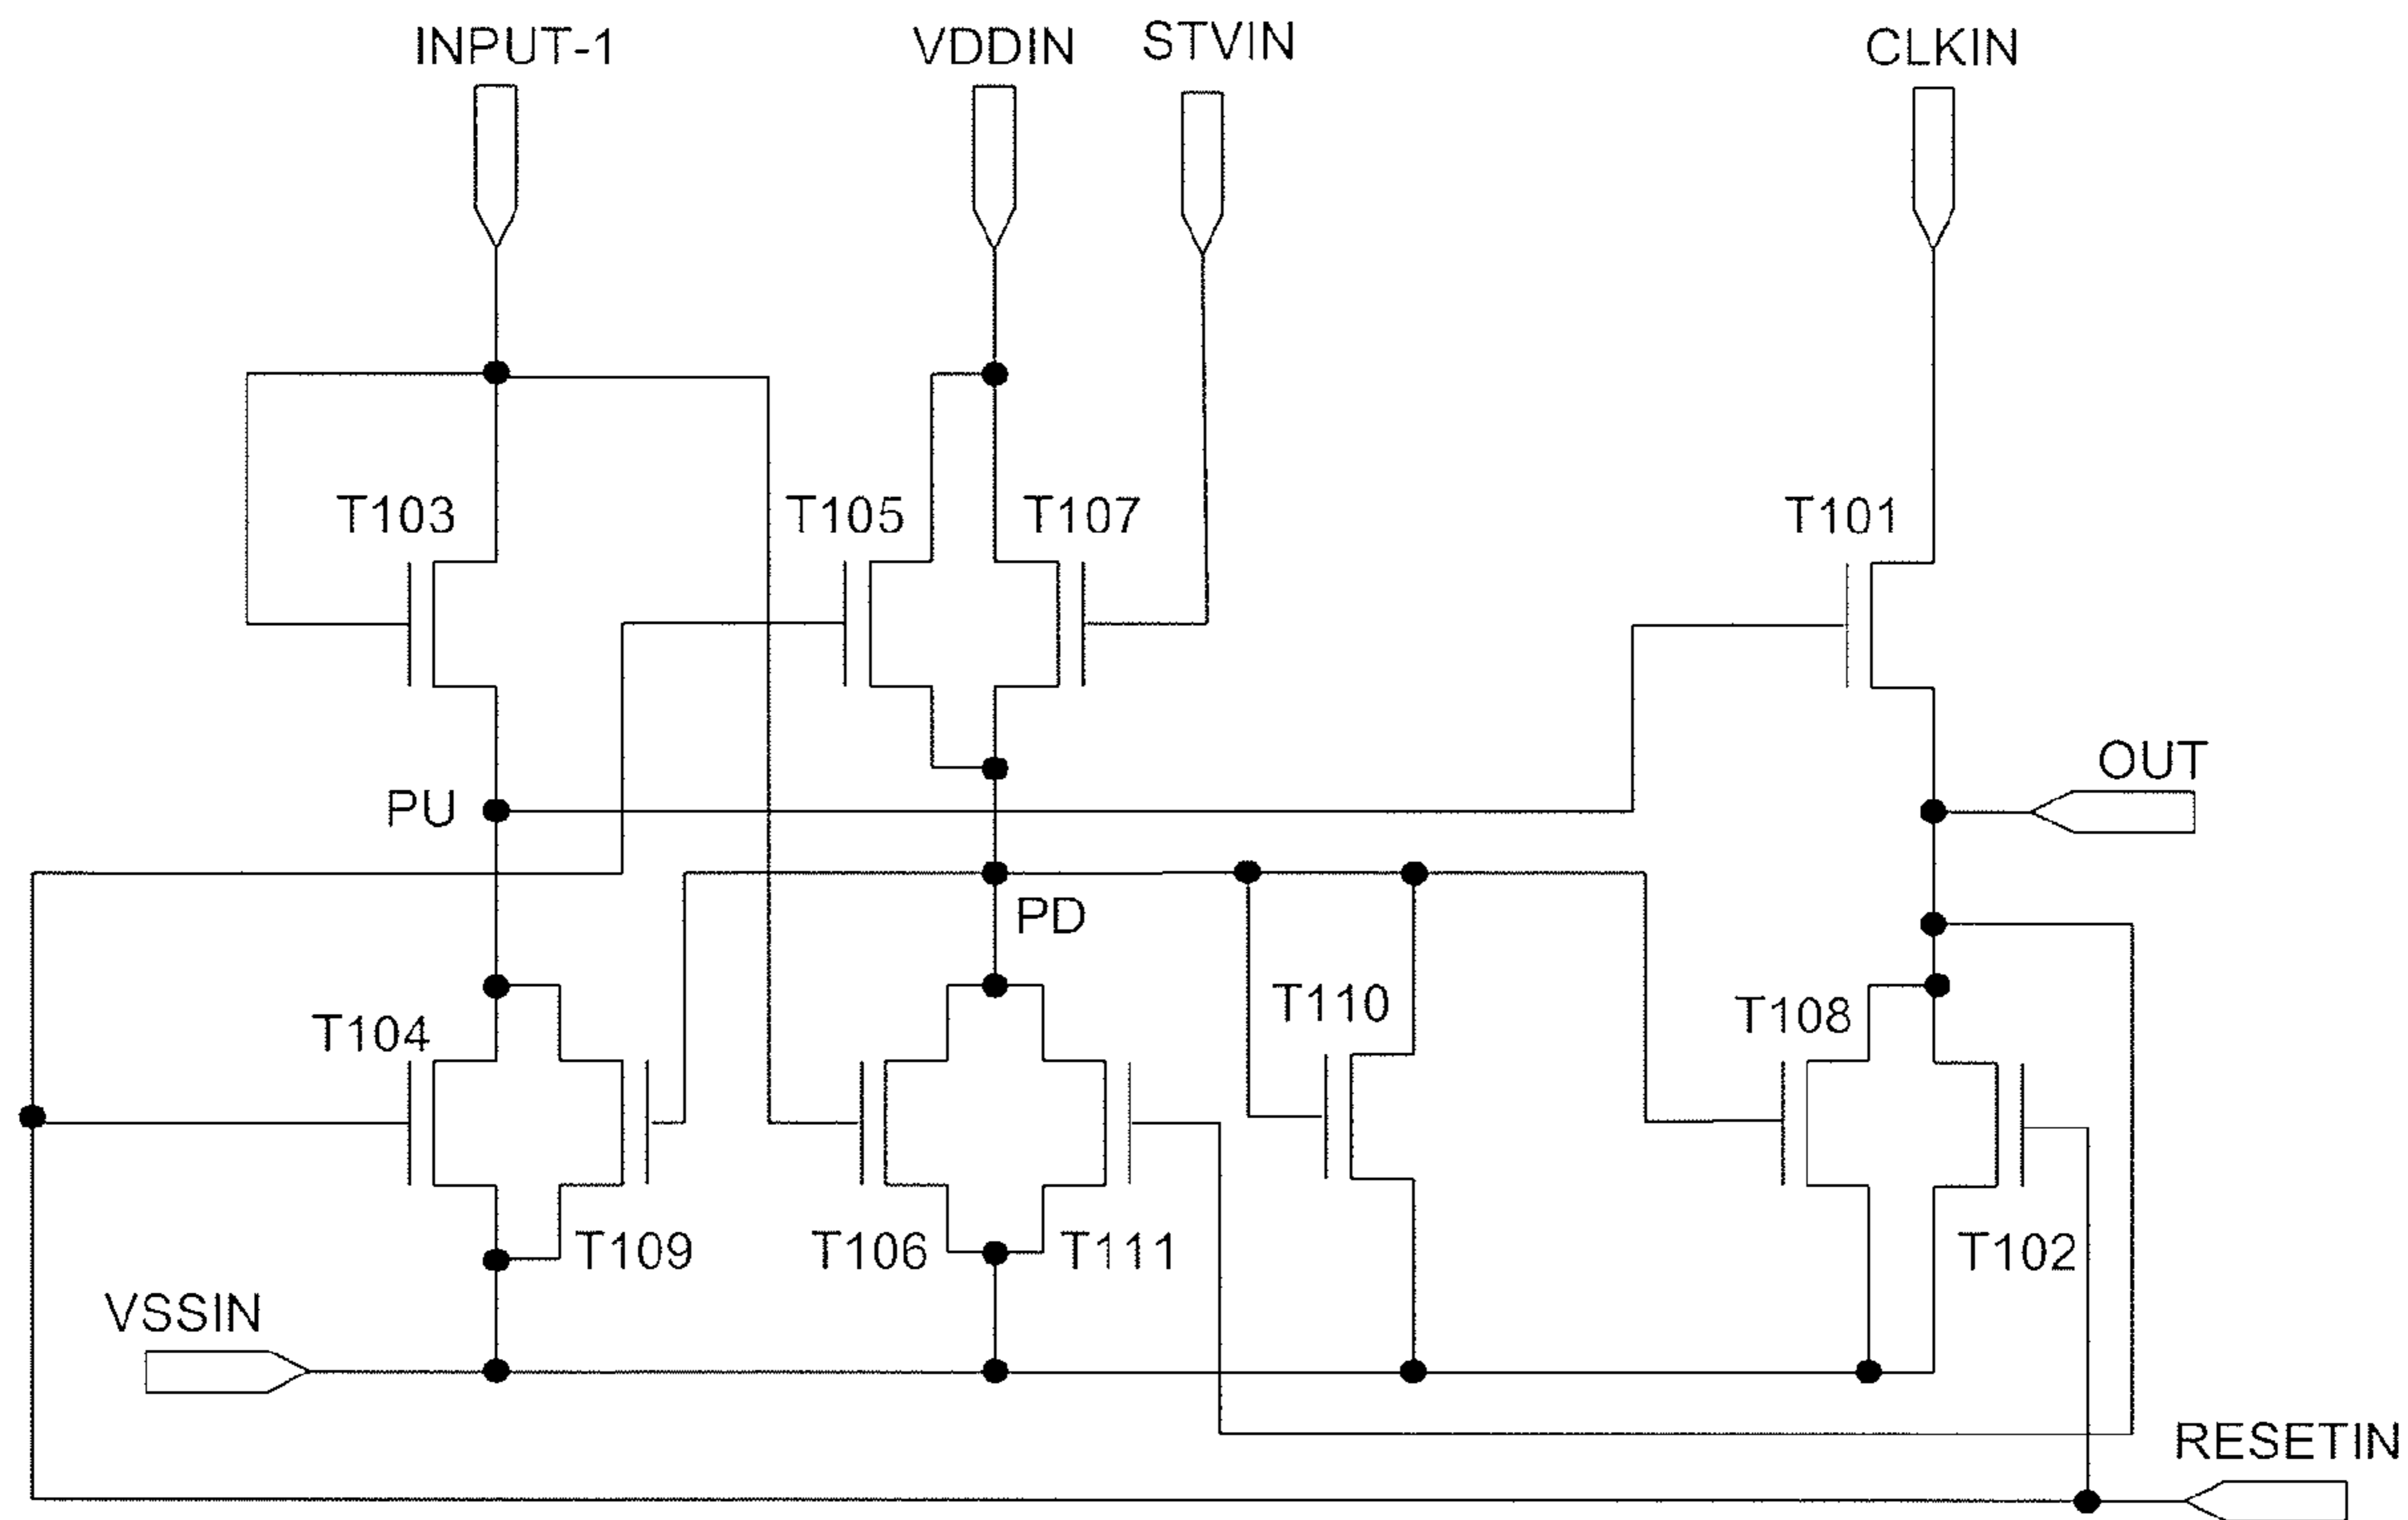 INPUT-1
VDDIN
STVIN
CLKIN
T103
T105
T107
T101
OUT
PU
PD
T104
T110
T108
T109
T106
T111
T102
VSSIN
RESETIN